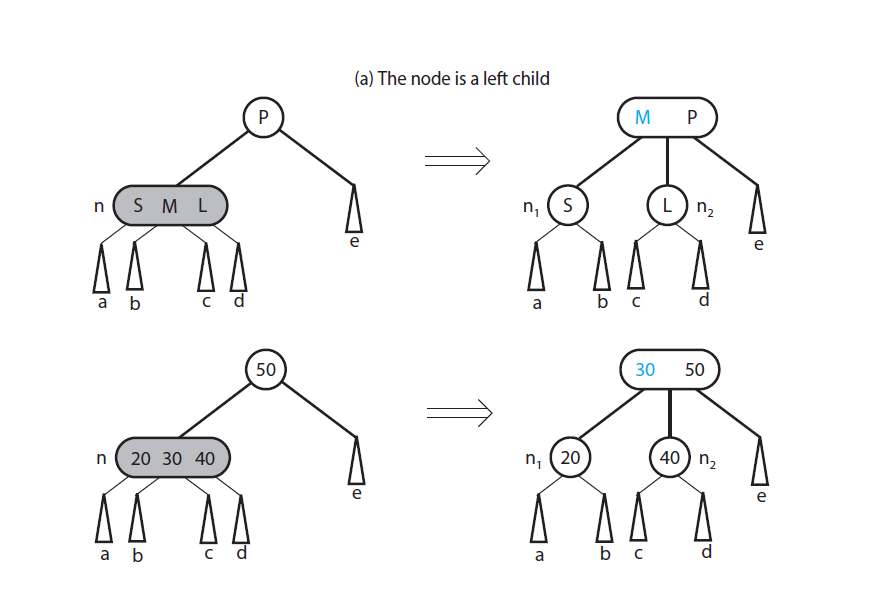 (a) The node is a left child
P
M P
n S M L
n1 S
L n2
e
e
a b c d
a b c d
50
30 50
n 20 30 40
n1 20
40 n2
e
e
a b c d
a b c d